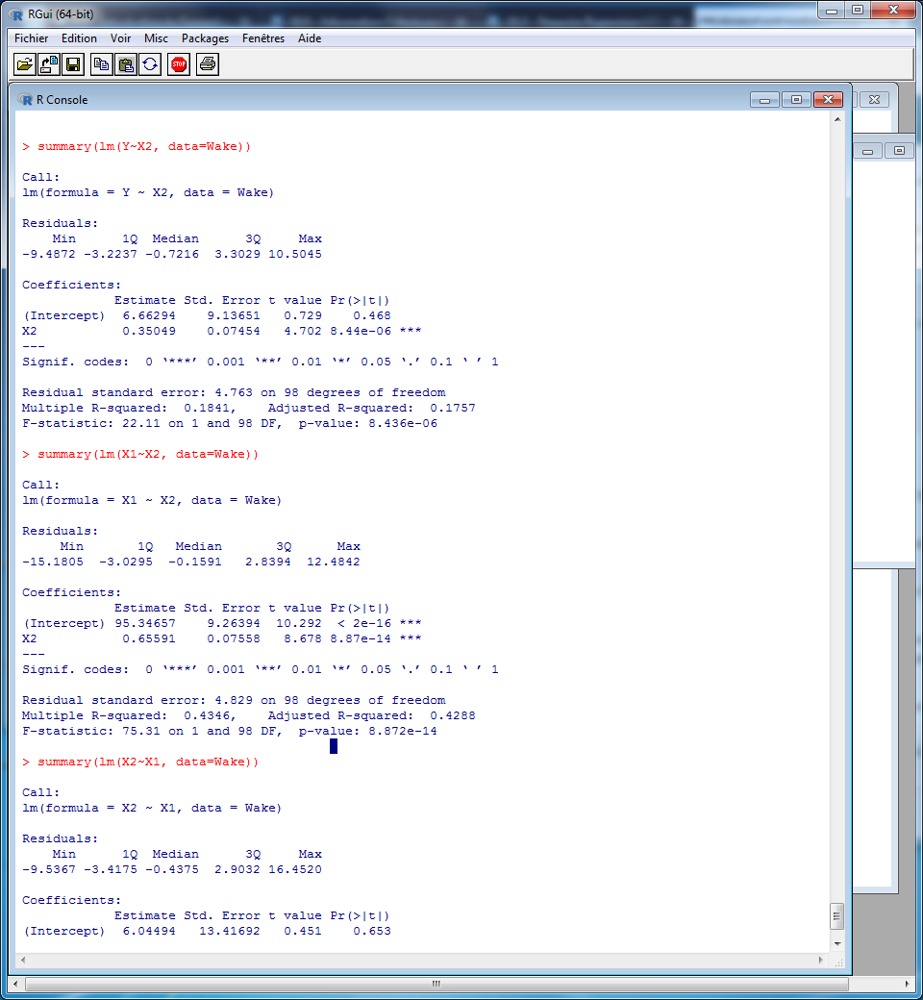 RGui (64-bit)
Fichier Edition Voir Misc Packages Fenêtres Aide
STOP
R Console
> summary(lm(Y~X2, data=Wake))
Call:
lm(formula = Y ~ X2, data = Wake)
Residuals:
    Min      1Q  Median      3Q     Max
-9.4872 -3.2237 -0.7216  3.3029 10.5045
Coefficients:
            Estimate Std. Error t value Pr(>|t|)
(Intercept)  6.66294    9.13651   0.729    0.468
X2           0.35049    0.07454   4.702 8.44e-06 ***
---
Signif. codes:  0 ‘***’ 0.001 ‘**’ 0.01 ‘*’ 0.05 ‘.’ 0.1 ‘ ’ 1
Residual standard error: 4.763 on 98 degrees of freedom
Multiple R-squared:  0.1841,    Adjusted R-squared:  0.1757
F-statistic: 22.11 on 1 and 98 DF,  p-value: 8.436e-06
> summary(lm(X1~X2, data=Wake))
Call:
lm(formula = X1 ~ X2, data = Wake)
Residuals:
     Min       1Q   Median       3Q      Max
-15.1805  -3.0295  -0.1591   2.8394  12.4842
Coefficients:
            Estimate Std. Error t value Pr(>|t|)
(Intercept) 95.34657    9.26394  10.292  < 2e-16 ***
X2           0.65591    0.07558   8.678 8.87e-14 ***
---
Signif. codes:  0 ‘***’ 0.001 ‘**’ 0.01 ‘*’ 0.05 ‘.’ 0.1 ‘ ’ 1
Residual standard error: 4.829 on 98 degrees of freedom
Multiple R-squared:  0.4346,    Adjusted R-squared:  0.4288
F-statistic: 75.31 on 1 and 98 DF,  p-value: 8.872e-14
> summary(lm(X2~X1, data=Wake))
Call:
lm(formula = X2 ~ X1, data = Wake)
Residuals:
    Min      1Q  Median      3Q     Max
-9.5367 -3.4175 -0.4375  2.9032 16.4520
Coefficients:
            Estimate Std. Error t value Pr(>|t|)
(Intercept)  6.04494   13.41692   0.451    0.653